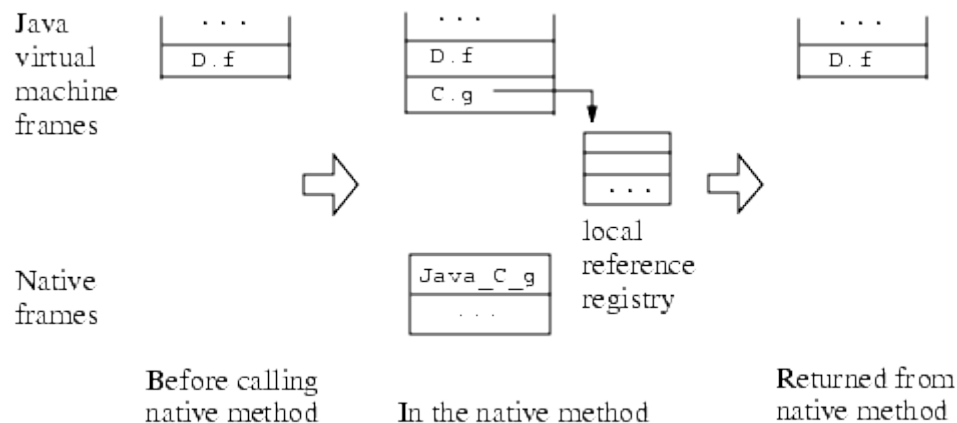 Java
virtual
machine
frames
...
D.f
...
D.f
C.g
...
D.f
...
local
reference
registry
Native
frames
Java_C_g
...
Before calling
native method
In the native method
Returned from
native method